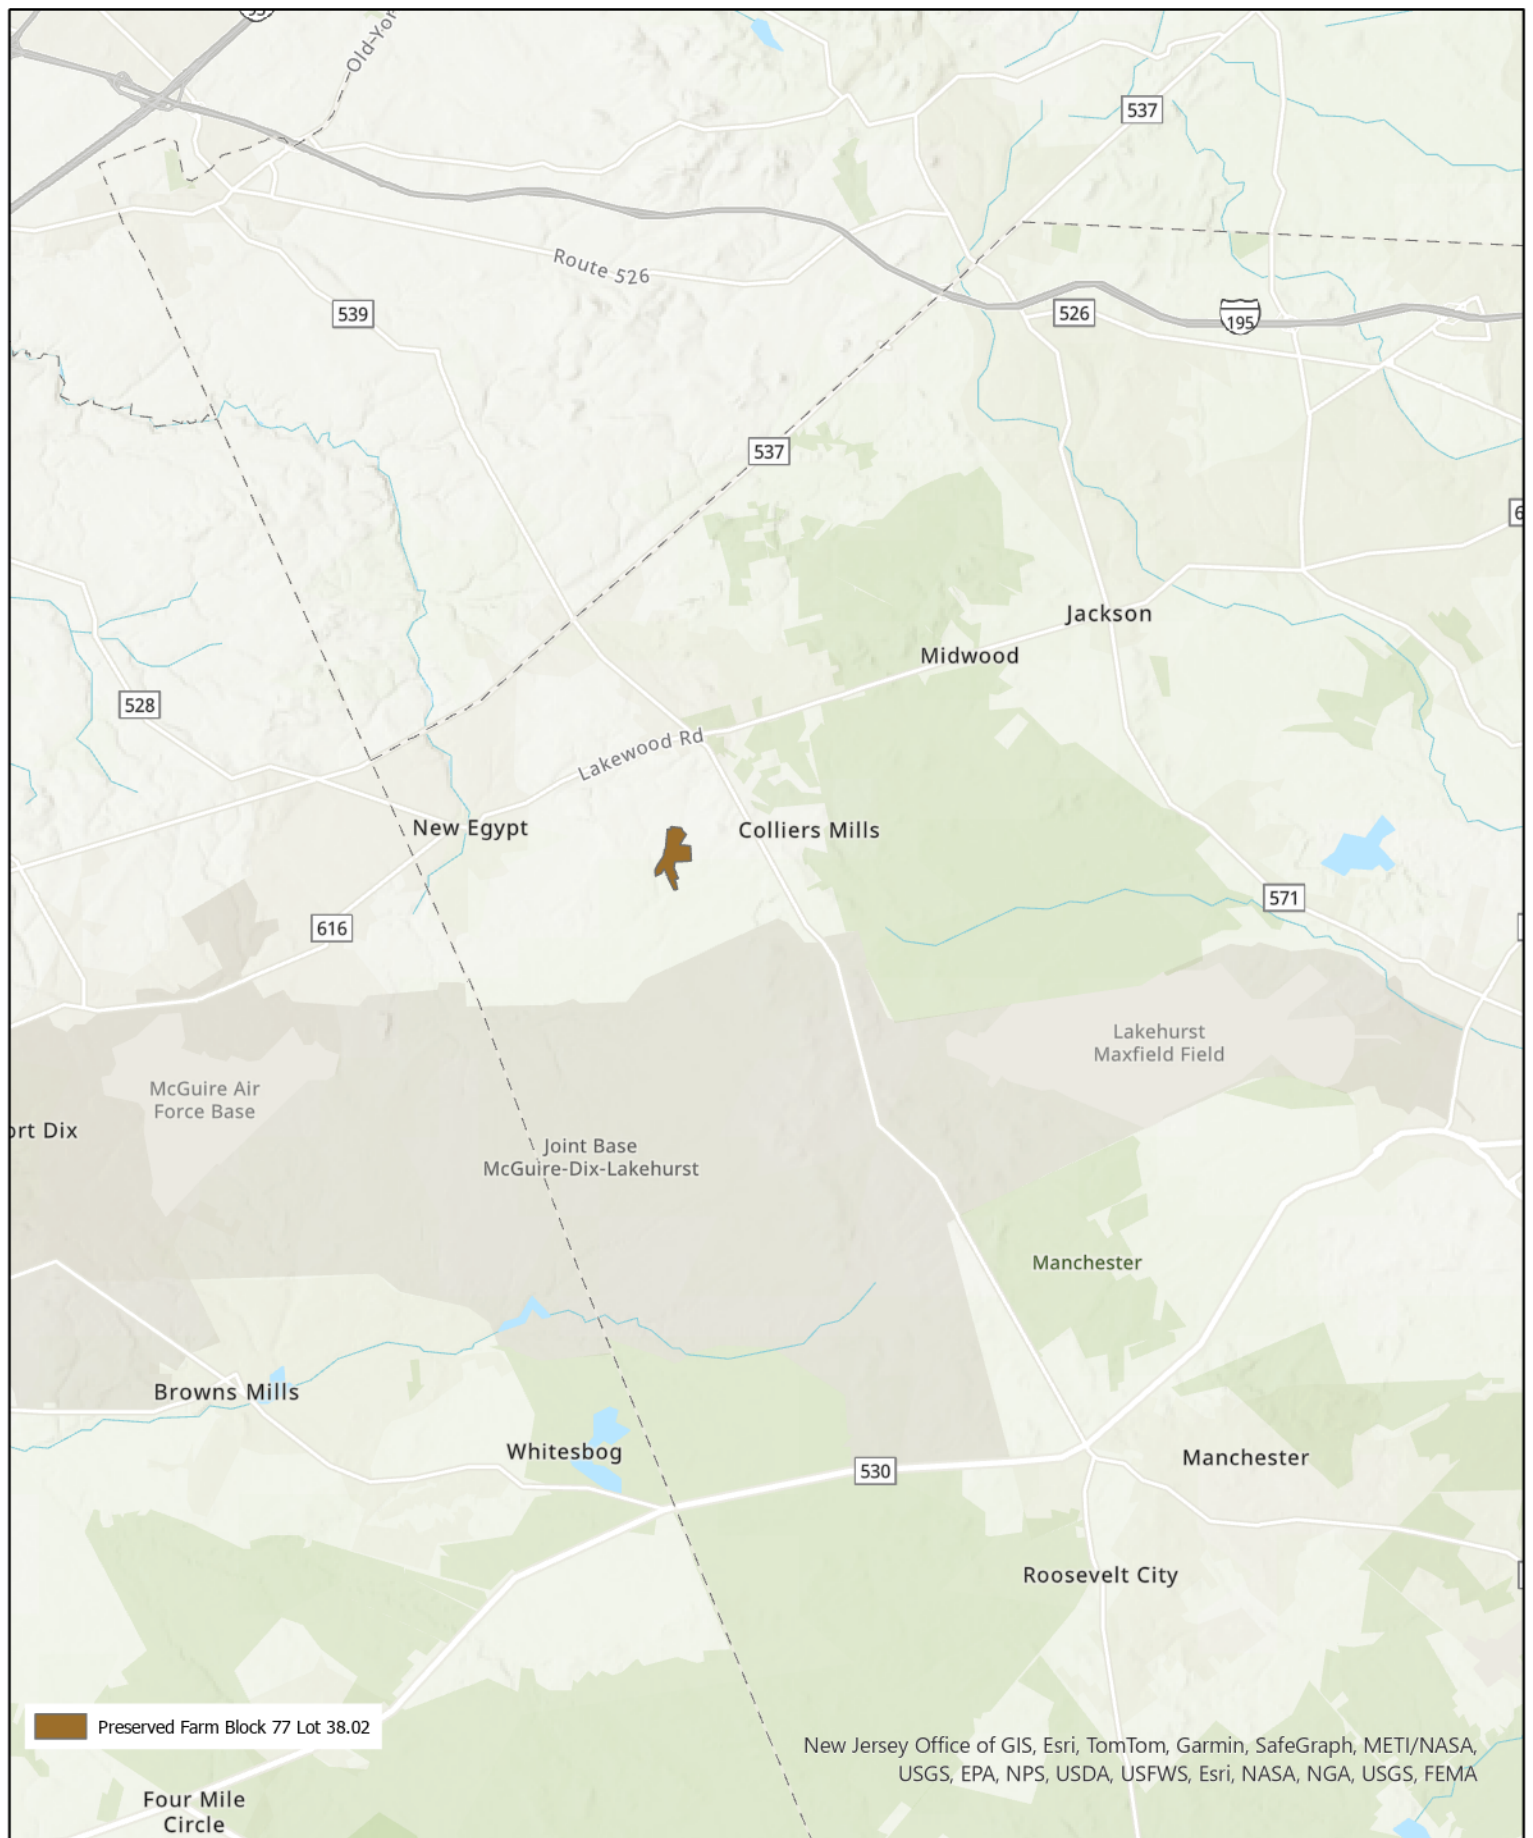 Old-Yor
537
Route 526
539
526
195
537
Jackson
Midwood
528
Lakewood Rd
New Egypt
Colliers Mills
571
616
Lakehurst
Maxfield Field
McGuire Air
Force Base
ort Dix
Joint Base
McGuire-Dix-Lakehurst
Manchester
Browns Mills
Whitesbog
530
Manchester
Roosevelt City
Preserved Farm Block 77 Lot 38.02
New Jersey Office of GIS, Esri, TomTom, Garmin, SafeGraph, METI/NASA,
USGS, EPA, NPS, USDA, USFWS, Esri, NASA, NGA, USGS, FEMA
Four Mile
Circle